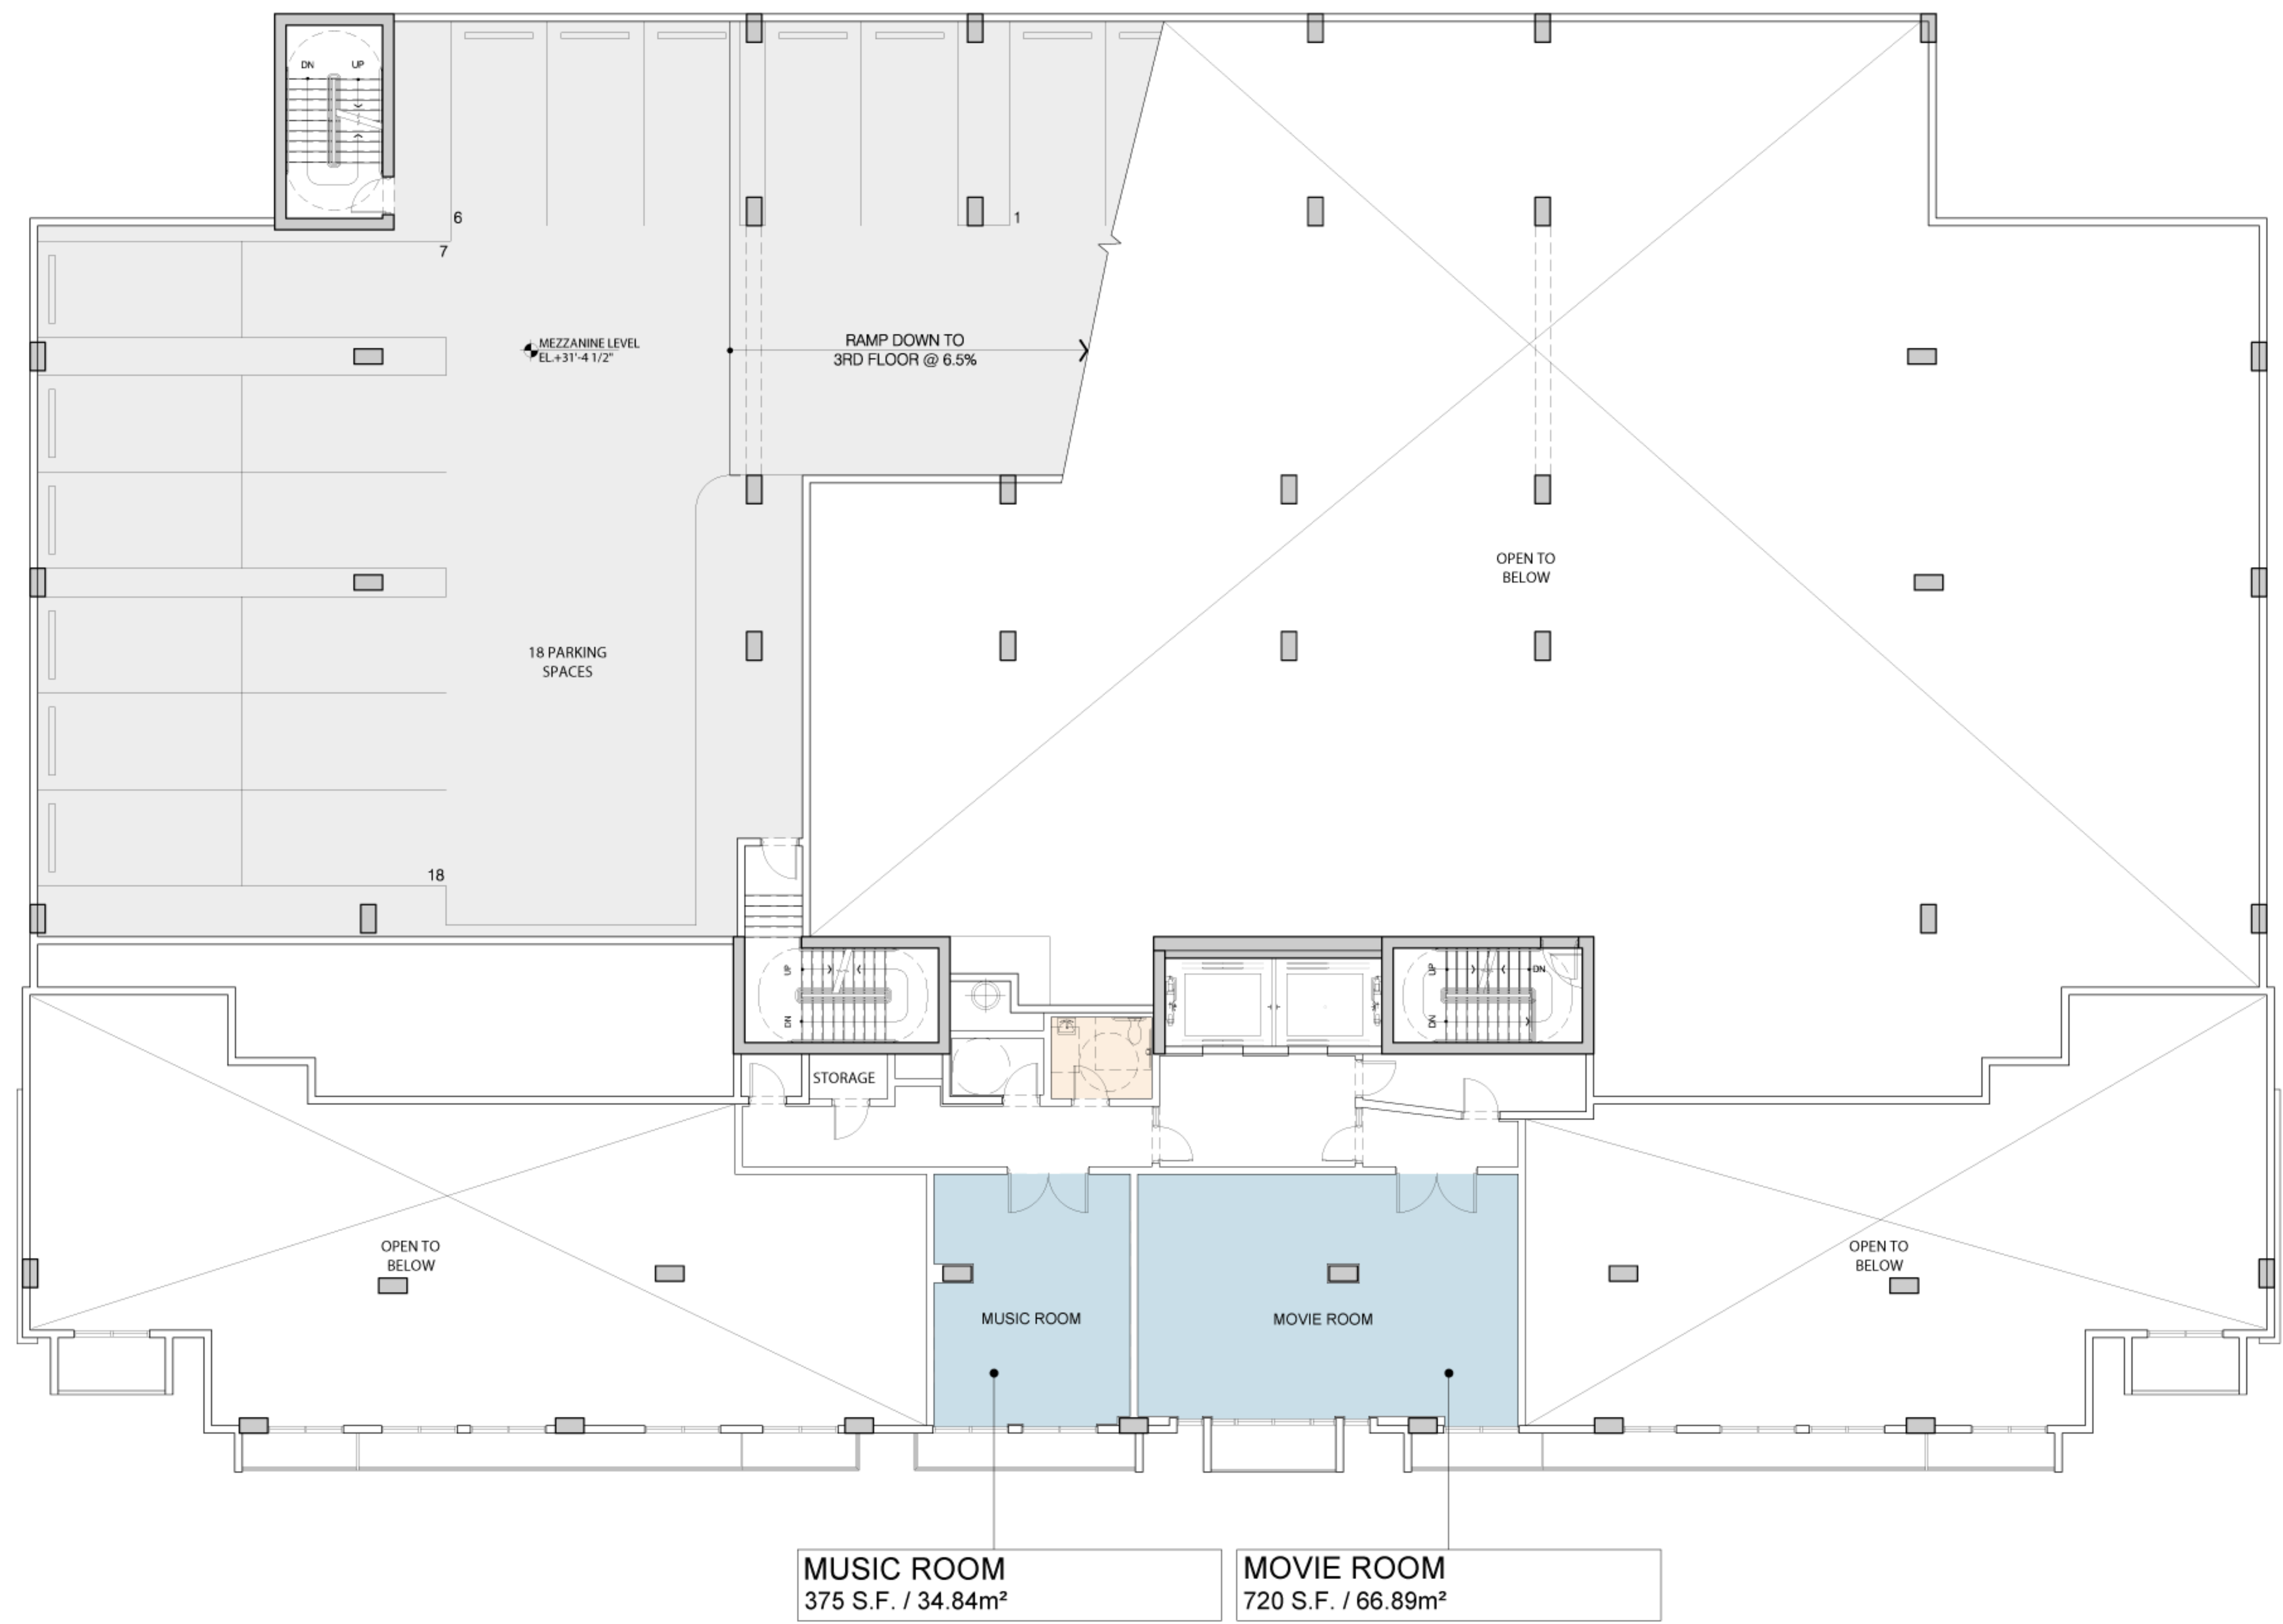 DN UP
6
7
1
MEZZANINE LEVEL
EL.+31'-4 1/2"
RAMP DOWN TO
3RD FLOOR @ 6.5%
OPEN TO
BELOW
18 PARKING
SPACES
18
UP
DN
UP
DN
DN
STORAGE
OPEN TO
BELOW
MUSIC ROOM
MOVIE ROOM
OPEN TO
BELOW
MUSIC ROOM
375 S.F. / 34.84m²
MOVIE ROOM
720 S.F. / 66.89m²